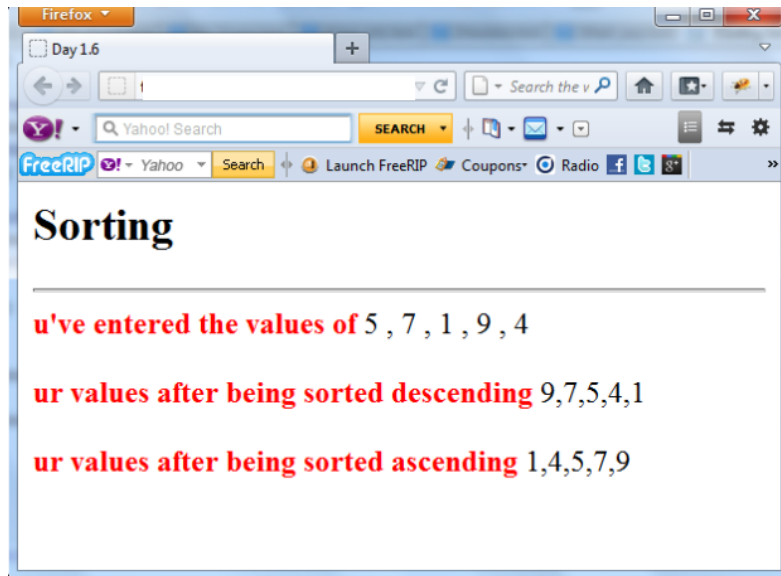 Firefox
Day 1.6
Search the v
Y! Yahoo! Search SEARCH
FreeRIP Y! Yahoo Search Launch FreeRIP Coupons Radio f g+ »
Sorting
u've entered the values of 5 , 7 , 1 , 9 , 4
ur values after being sorted descending 9,7,5,4,1
ur values after being sorted ascending 1,4,5,7,9